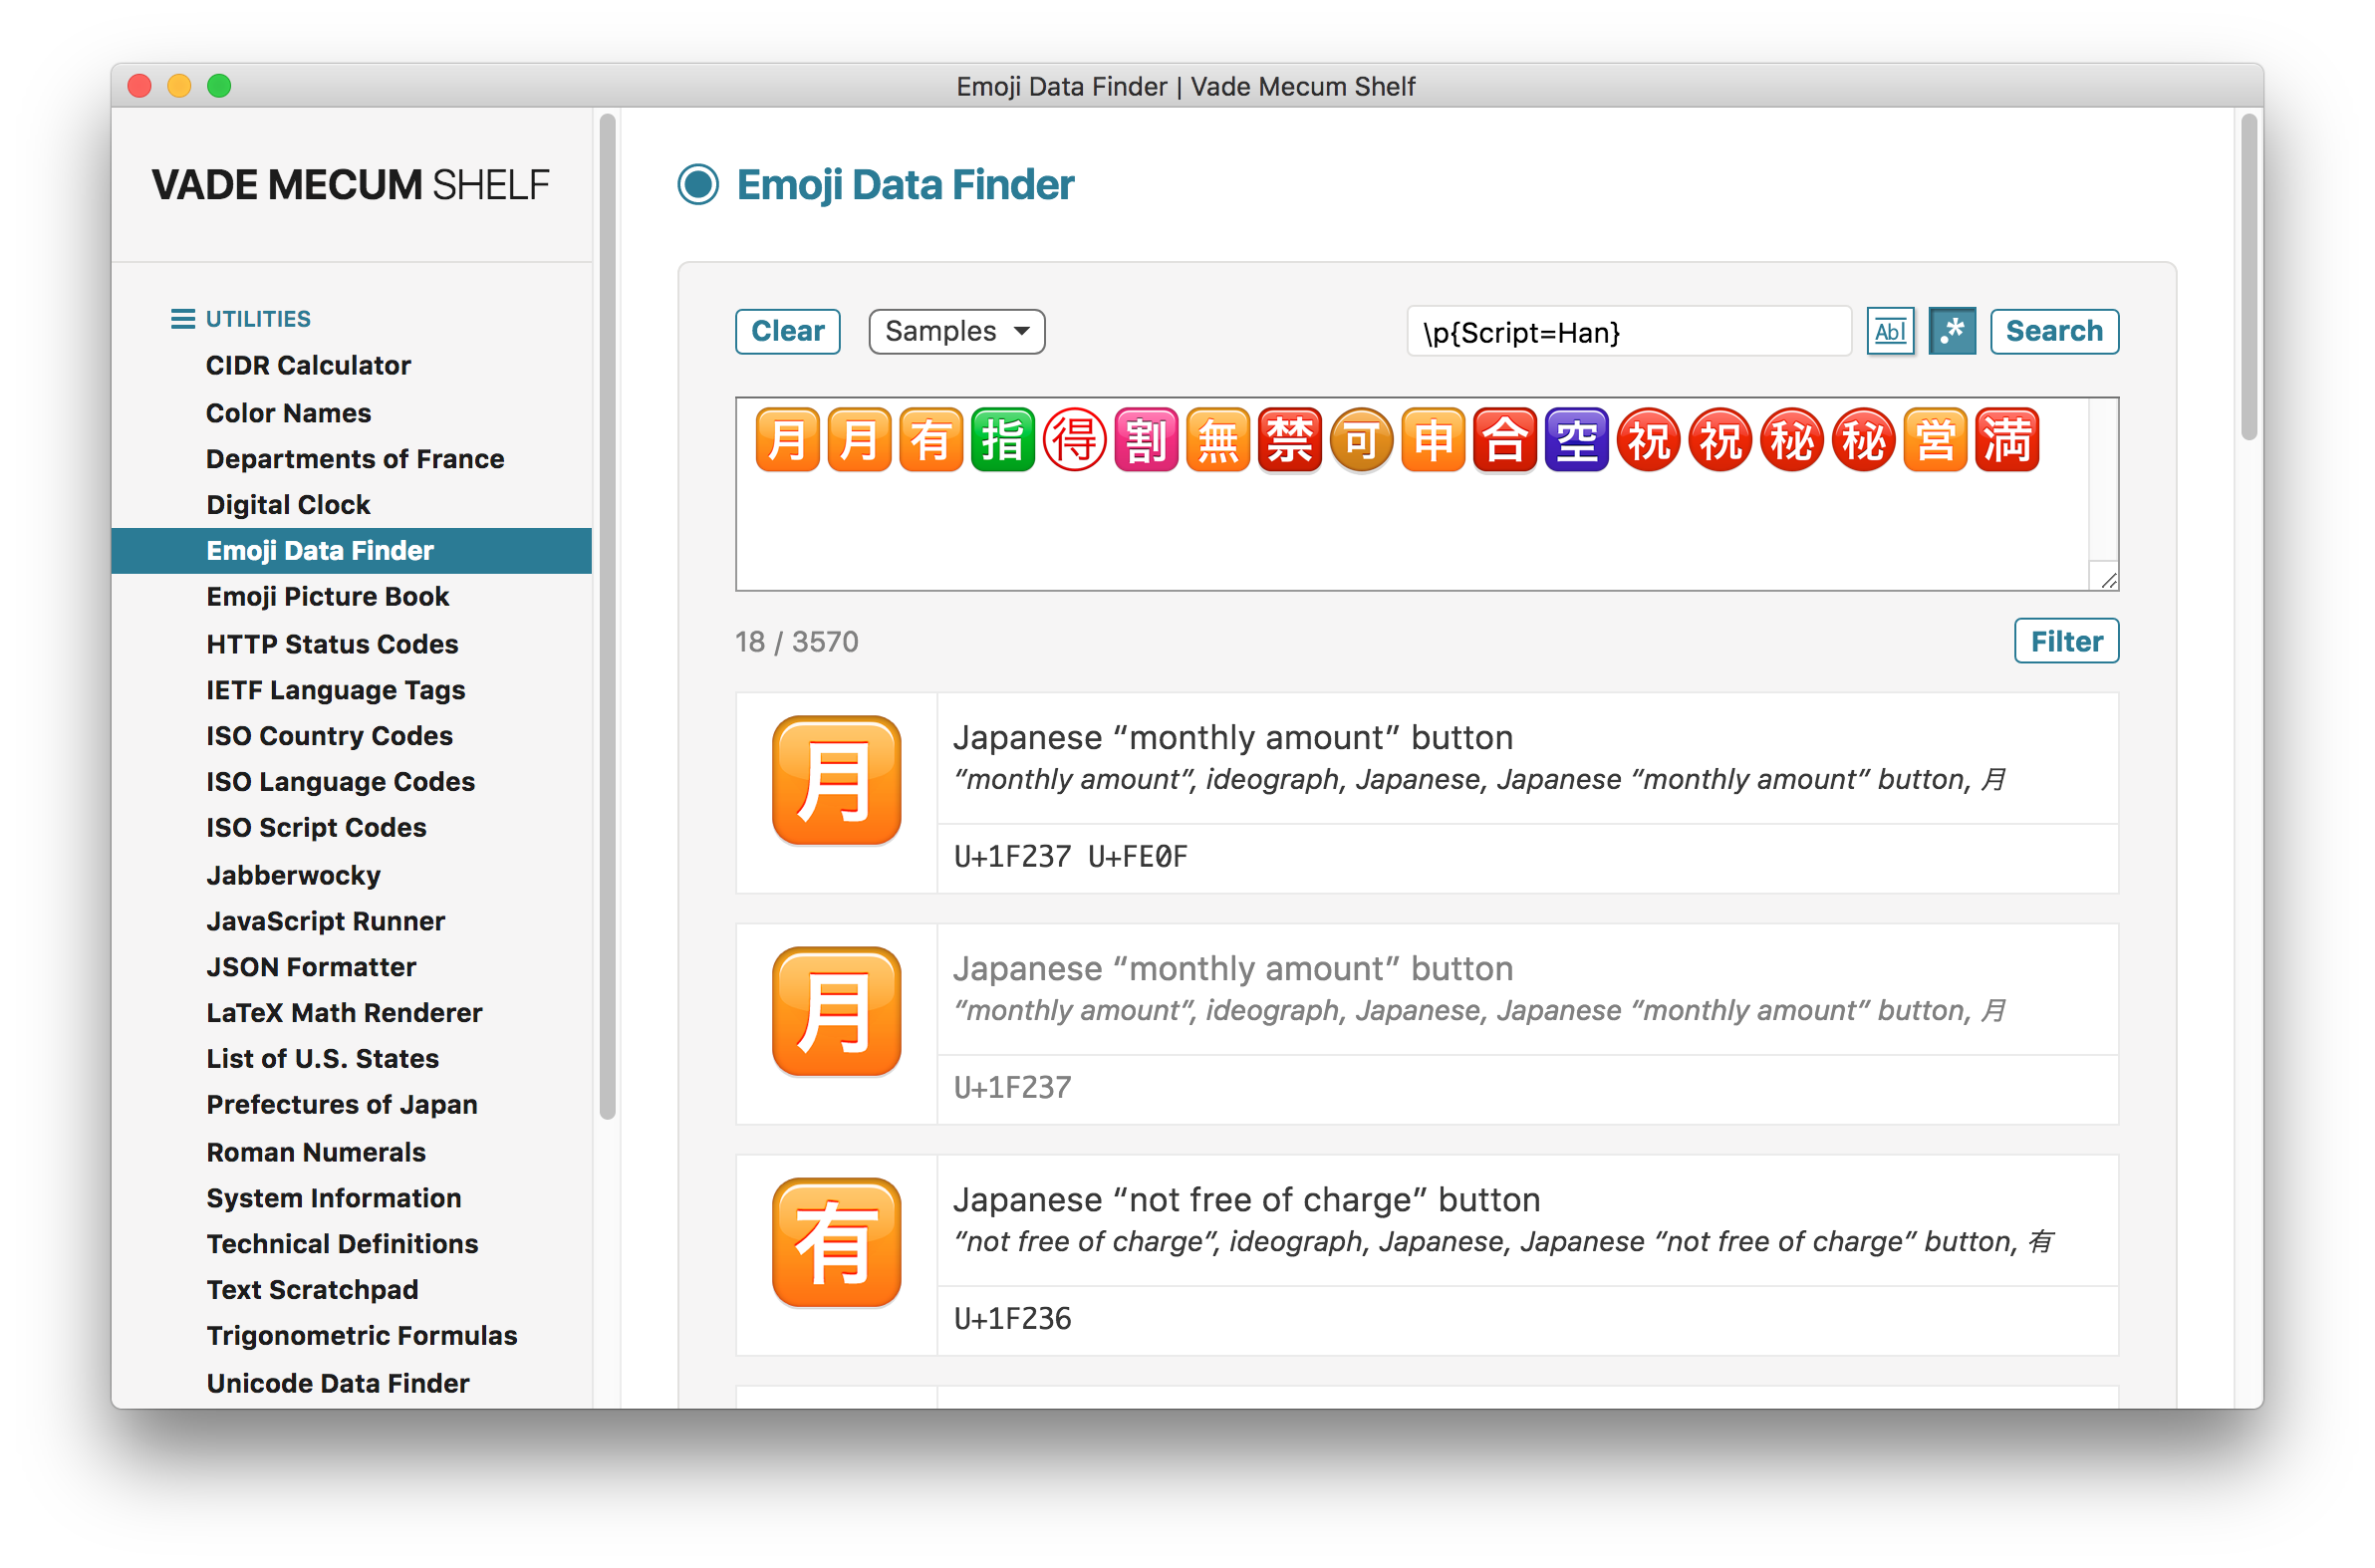 Emoji Data Finder | Vade Mecum Shelf
VADE MECUM SHELF
UTILITIES
CIDR Calculator
Color Names
Departments of France
Digital Clock
Emoji Data Finder
Emoji Picture Book
HTTP Status Codes
IETF Language Tags
ISO Country Codes
ISO Language Codes
ISO Script Codes
Jabberwocky
JavaScript Runner
JSON Formatter
LaTeX Math Renderer
List of U.S. States
Prefectures of Japan
Roman Numerals
System Information
Technical Definitions
Text Scratchpad
Trigonometric Formulas
Unicode Data Finder
Emoji Data Finder
Clear Samples \p{Script=Han} Abl .* Search
月 月 有 指 得 割 無 禁 可 申 合 空 祝 祝 秘 秘 営 満
18 / 3570 Filter
月
Japanese “monthly amount” button
“monthly amount”, ideograph, Japanese, Japanese “monthly amount” button, 月
U+1F237 U+FE0F
月
Japanese “monthly amount” button
“monthly amount”, ideograph, Japanese, Japanese “monthly amount” button, 月
U+1F237
有
Japanese “not free of charge” button
“not free of charge”, ideograph, Japanese, Japanese “not free of charge” button, 有
U+1F236